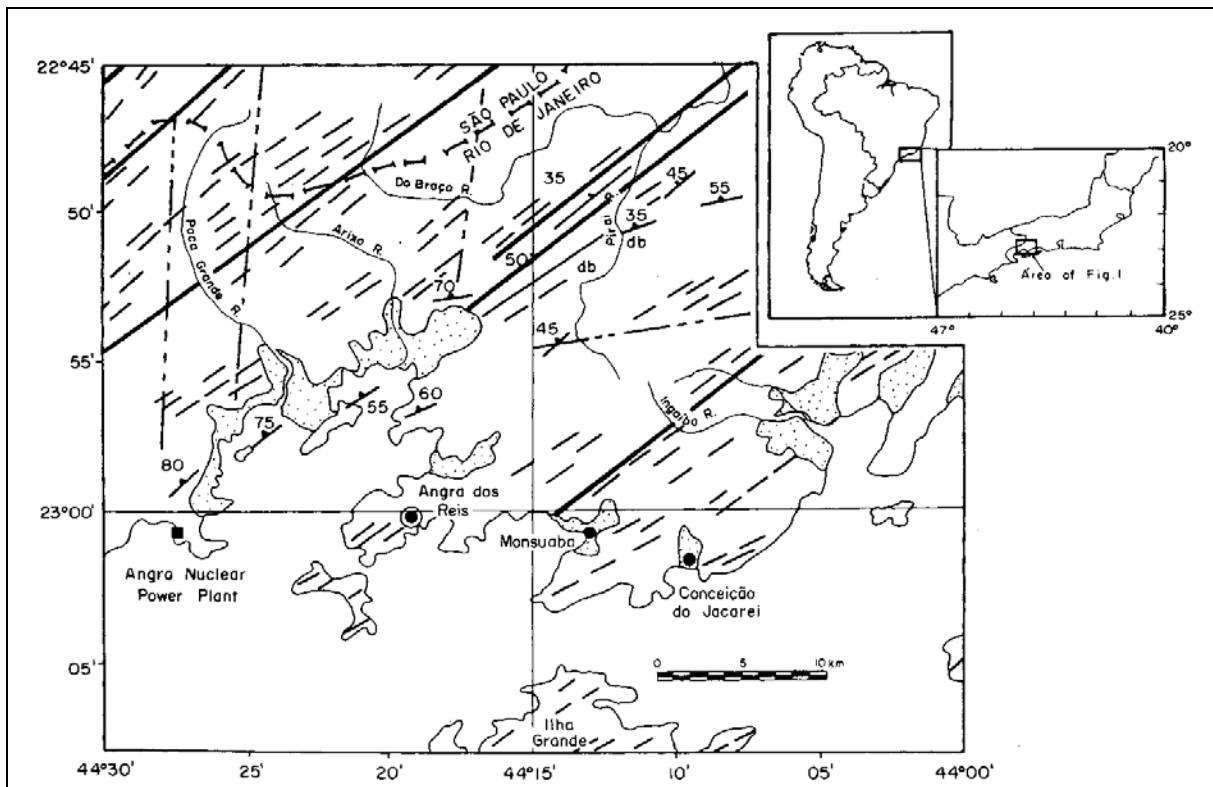 22°45'
50'
55'
23°00'
05'
44°30'
25'
20'
44°15'
10'
05'
44°00'
SÃO PAULO
RIO DE JANEIRO
Do Braço R.
Paca Grande R.
Arixo R.
Piraí R.
35
45
55
35
db
50
db
70
45
60
55
75
80
Ingaíba R.
Angra dos
Reis
Monsuaba
Angra Nuclear
Power Plant
Conceição
do Jacarei
0 5 10 km
Ilha
Grande
20°
Area of Fig.1
25°
47°
40°